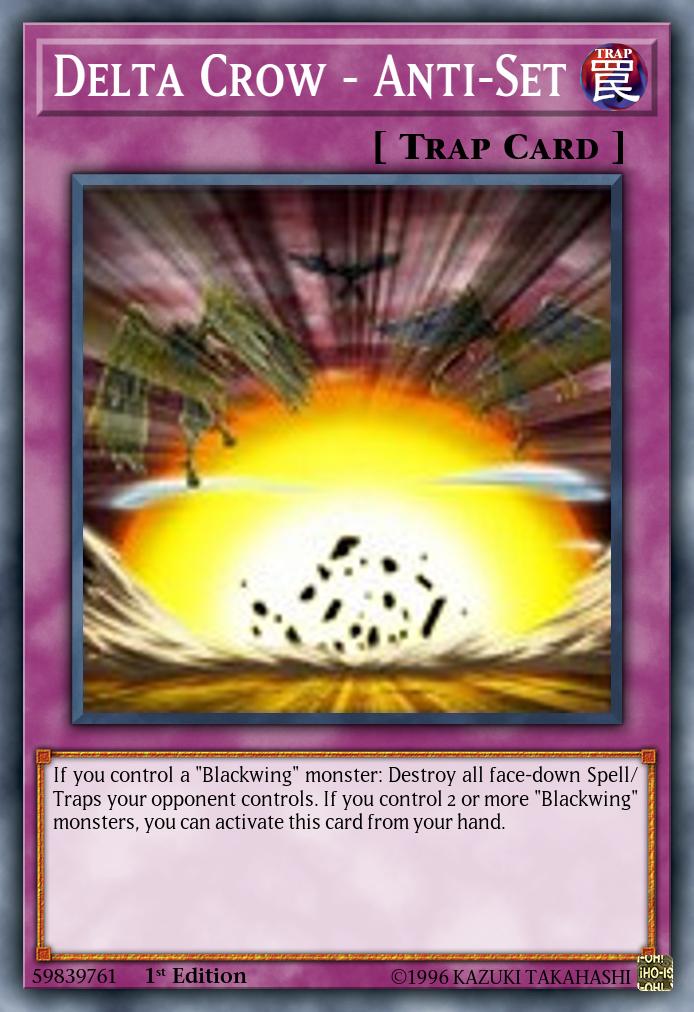 Delta Crow - Anti-Set
TRAP
罠
[ Trap Card ]
If you control a "Blackwing" monster: Destroy all face-down Spell/
Traps your opponent controls. If you control 2 or more "Blackwing"
monsters, you can activate this card from your hand.
59839761 1st Edition ©1996 KAZUKI TAKAHASHI